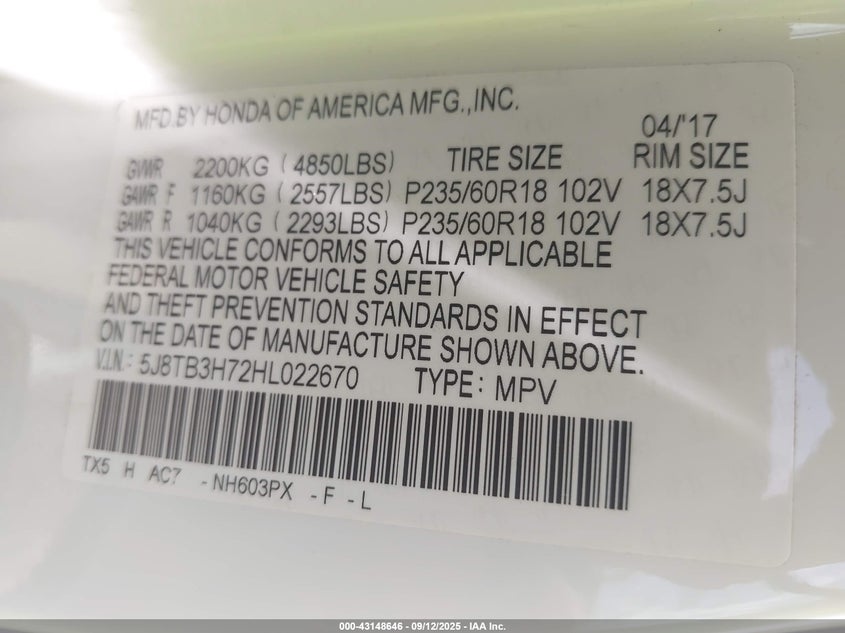 MFD.BY HONDA OF AMERICA MFG.,INC.
04/'17
GVWR 2200KG ( 4850LBS) TIRE SIZE RIM SIZE
GAWR F 1160KG ( 2557LBS) P235/60R18 102V 18X7.5J
GAWR R 1040KG ( 2293LBS) P235/60R18 102V 18X7.5J
THIS VEHICLE CONFORMS TO ALL APPLICABLE
FEDERAL MOTOR VEHICLE SAFETY
AND THEFT PREVENTION STANDARDS IN EFFECT
ON THE DATE OF MANUFACTURE SHOWN ABOVE.
V.I.N.: 5J8TB3H72HL022670 TYPE: MPV
TX5 H AC7 -NH603PX -F -L
000-43148646 - 09/12/2025 - IAA Inc.